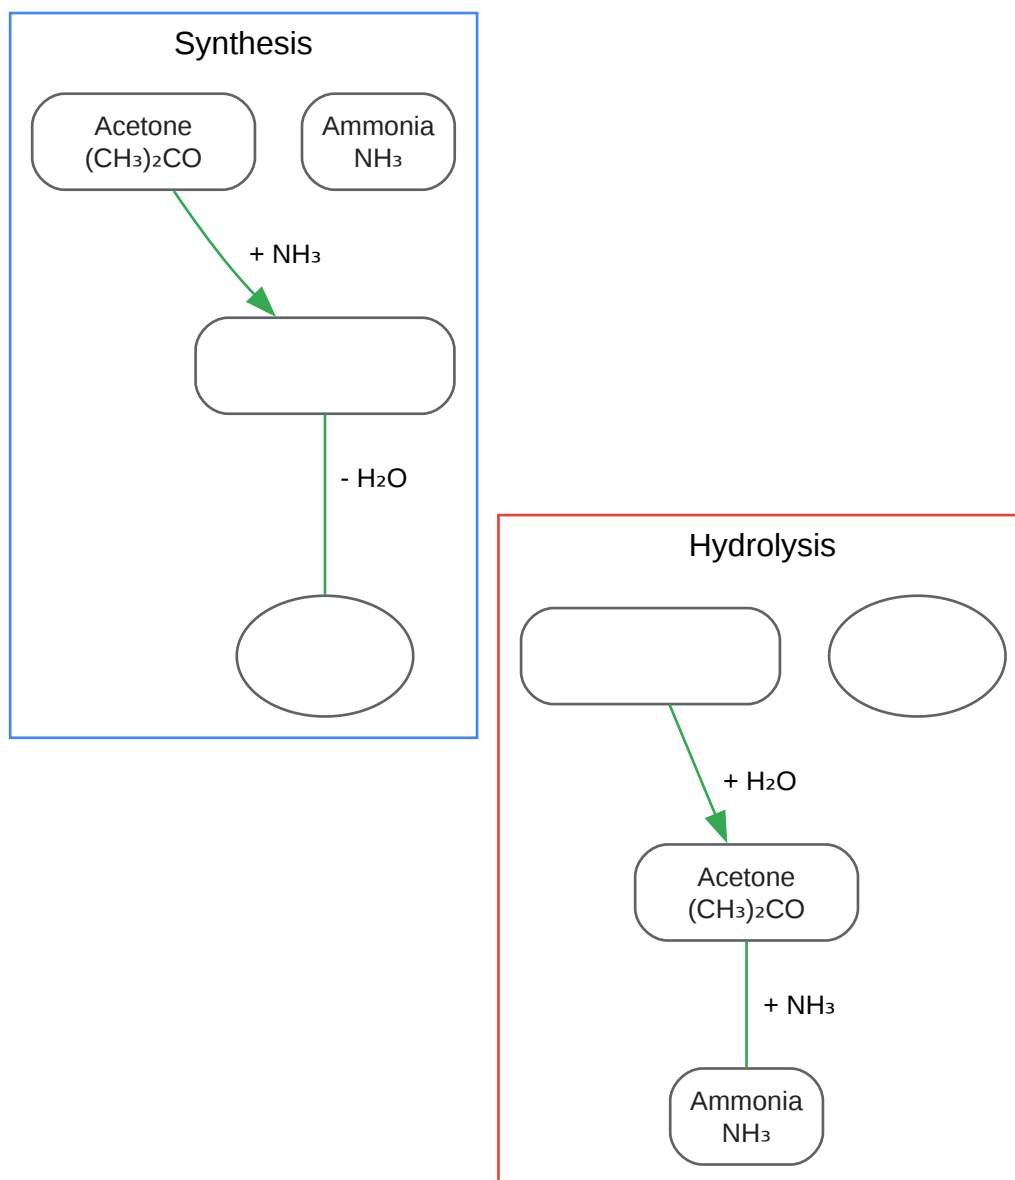 Synthesis
Acetone
(CH₃)₂CO
Ammonia
NH₃
+ NH₃
- H₂O
Hydrolysis
+ H₂O
Acetone
(CH₃)₂CO
+ NH₃
Ammonia
NH₃